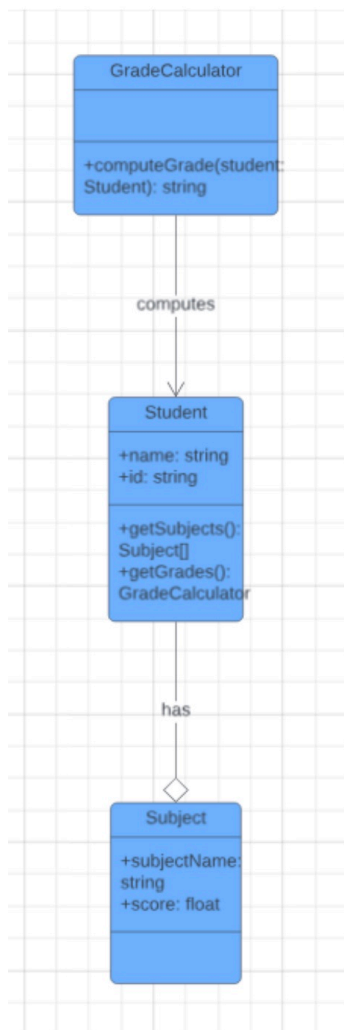 GradeCalculator
+computeGrade(student:
Student): string
computes
Student
+name: string
+id: string
+getSubjects():
Subject[]
+getGrades():
GradeCalculator
has
Subject
+subjectName:
string
+score: float